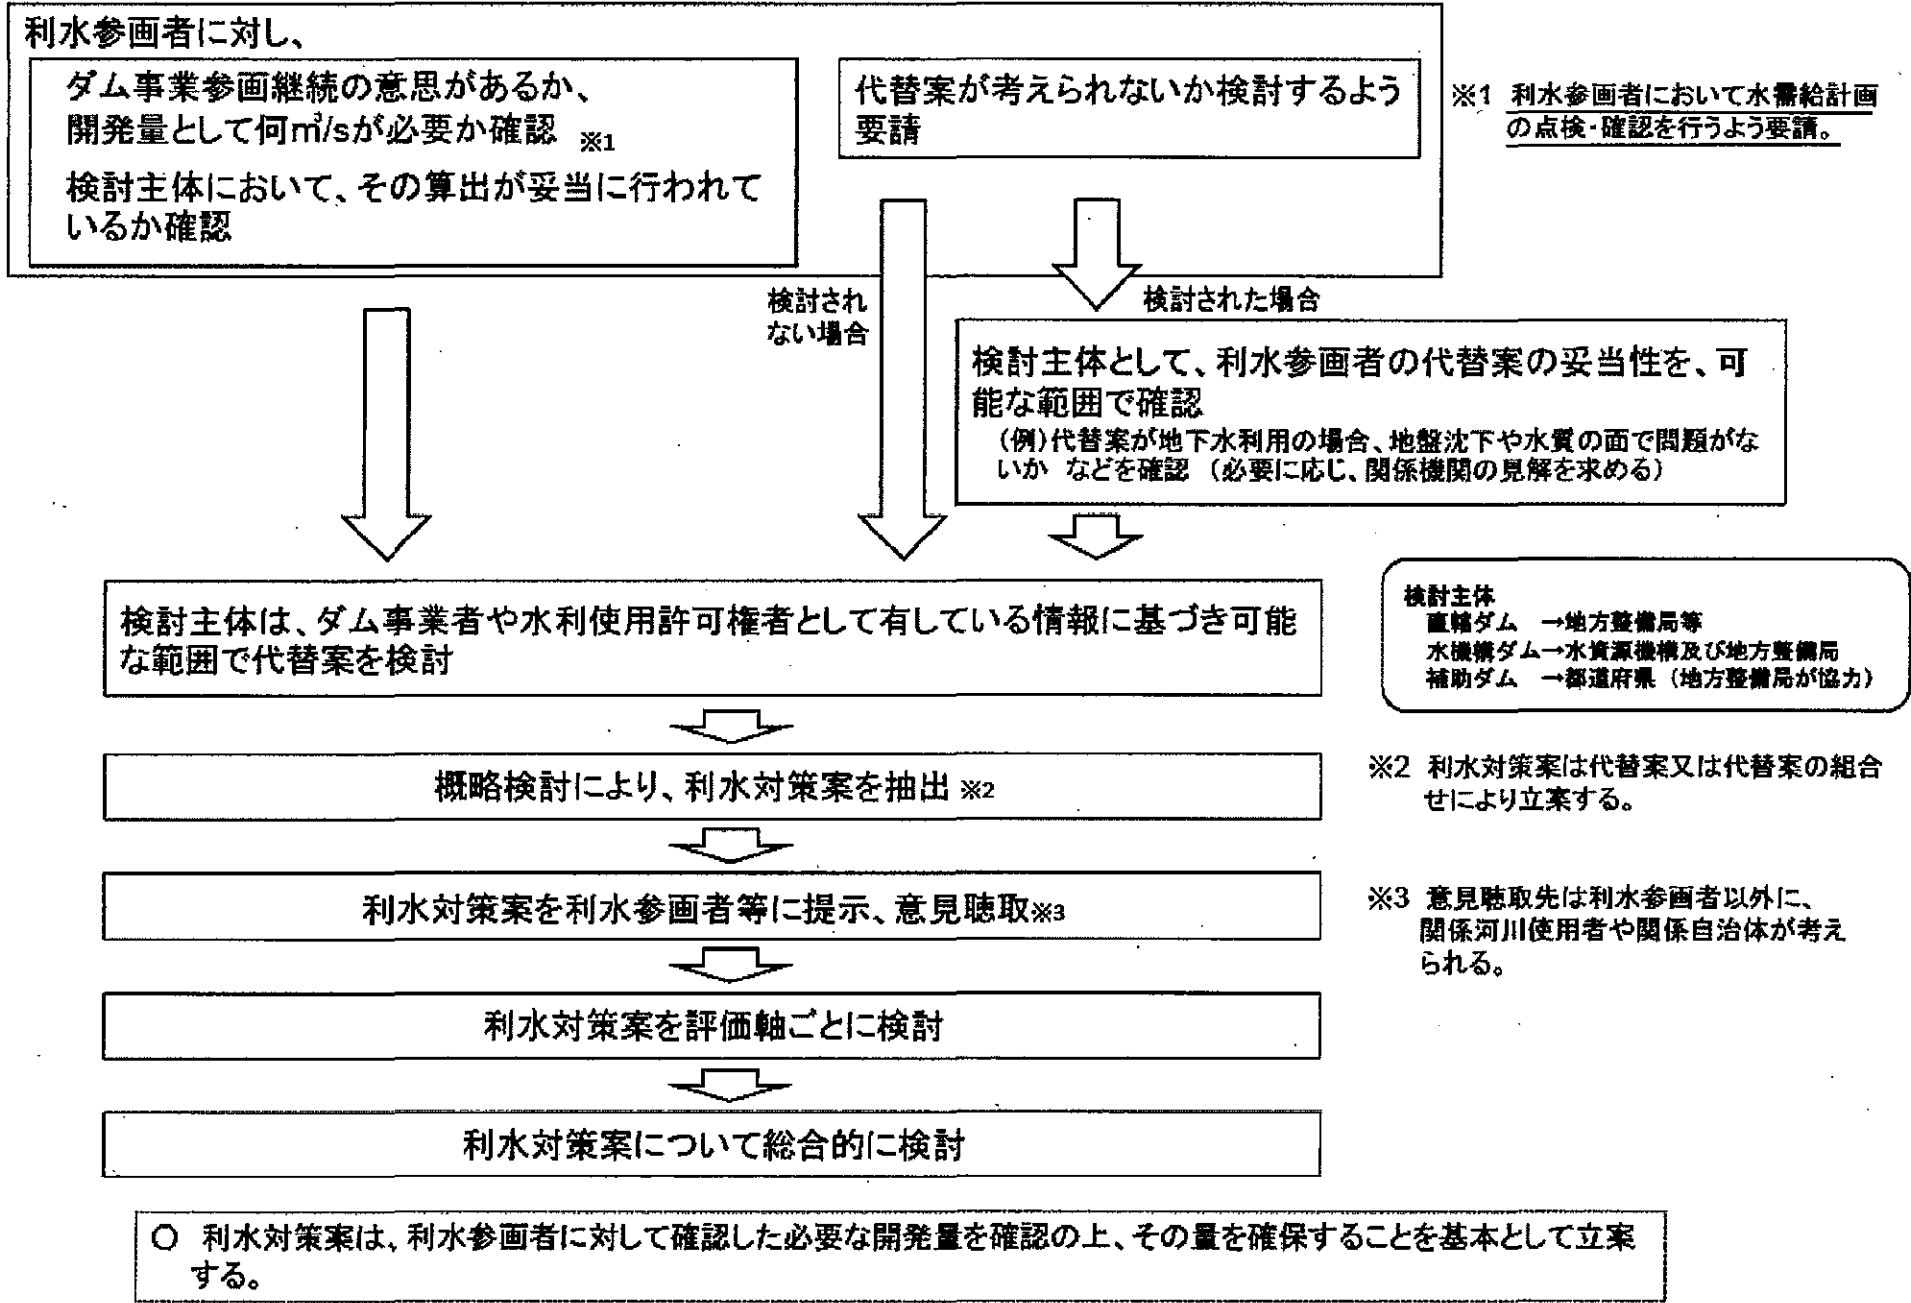 利水参画者に対し、
ダム事業参画継続の意思があるか、
開発量として何㎥/sが必要か確認 ※1
検討主体において、その算出が妥当に行われて
いるか確認
代替案が考えられないか検討するよう
要請
※1 利水参画者において水需給計画
の点検・確認を行うよう要請。
検討され
ない場合
検討された場合
検討主体として、利水参画者の代替案の妥当性を、可
能な範囲で確認
(例)代替案が地下水利用の場合、地盤沈下や水質の面で問題がな
いか などを確認 (必要に応じ、関係機関の見解を求める)
検討主体は、ダム事業者や水利使用許可権者として有している情報に基づき可能
な範囲で代替案を検討
検討主体
直轄ダム →地方整備局等
水機構ダム→水資源機構及び地方整備局
補助ダム →都道府県（地方整備局が協力）
概略検討により、利水対策案を抽出 ※2
※2 利水対策案は代替案又は代替案の組合
せにより立案する。
利水対策案を利水参画者等に提示、意見聴取※3
※3 意見聴取先は利水参画者以外に、
関係河川使用者や関係自治体が考え
られる。
利水対策案を評価軸ごとに検討
利水対策案について総合的に検討
○ 利水対策案は、利水参画者に対して確認した必要な開発量を確認の上、その量を確保することを基本として立案
する。